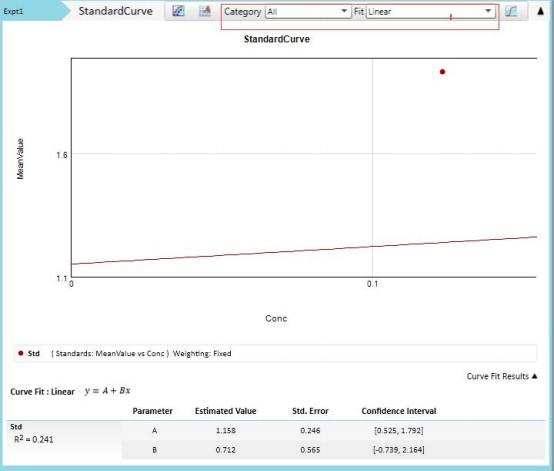 Expt1 StandardCurve Category All Fit Linear
StandardCurve
MeanValue
1.6
1.1
0 0.1
Conc
Std ( Standards: MeanValue vs Conc ) Weighting: Fixed
Curve Fit Results ▲
Curve Fit : Linear y = A + Bx
Parameter Estimated Value Std. Error Confidence Interval
Std
R² = 0.241
A 1.158 0.246 [0.525, 1.792]
B 0.712 0.565 [-0.739, 2.164]